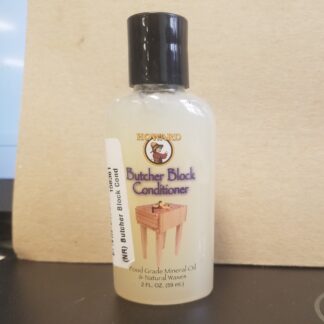 HOWARD
Butcher Block
Conditioner
Food Grade Mineral Oil
& Natural Waxes
2 FL. OZ. (59 mL)
(NR) Butcher Block Cond